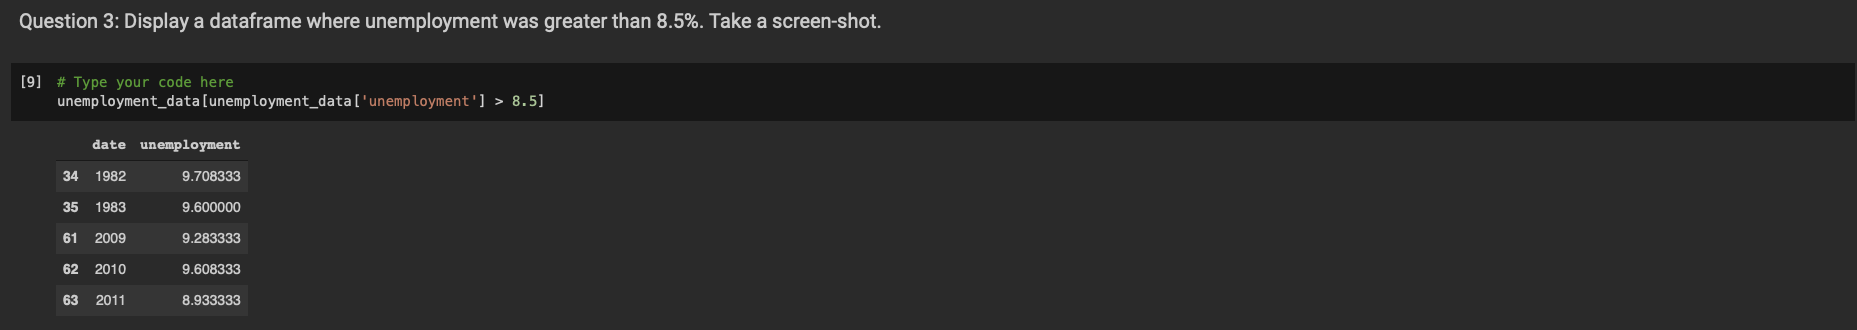 Question 3: Display a dataframe where unemployment was greater than 8.5%. Take a screen-shot.
[9] # Type your code here
unemployment_data[unemployment_data['unemployment'] > 8.5]
date unemployment
34 1982 9.708333
35 1983 9.600000
61 2009 9.283333
62 2010 9.608333
63 2011 8.933333